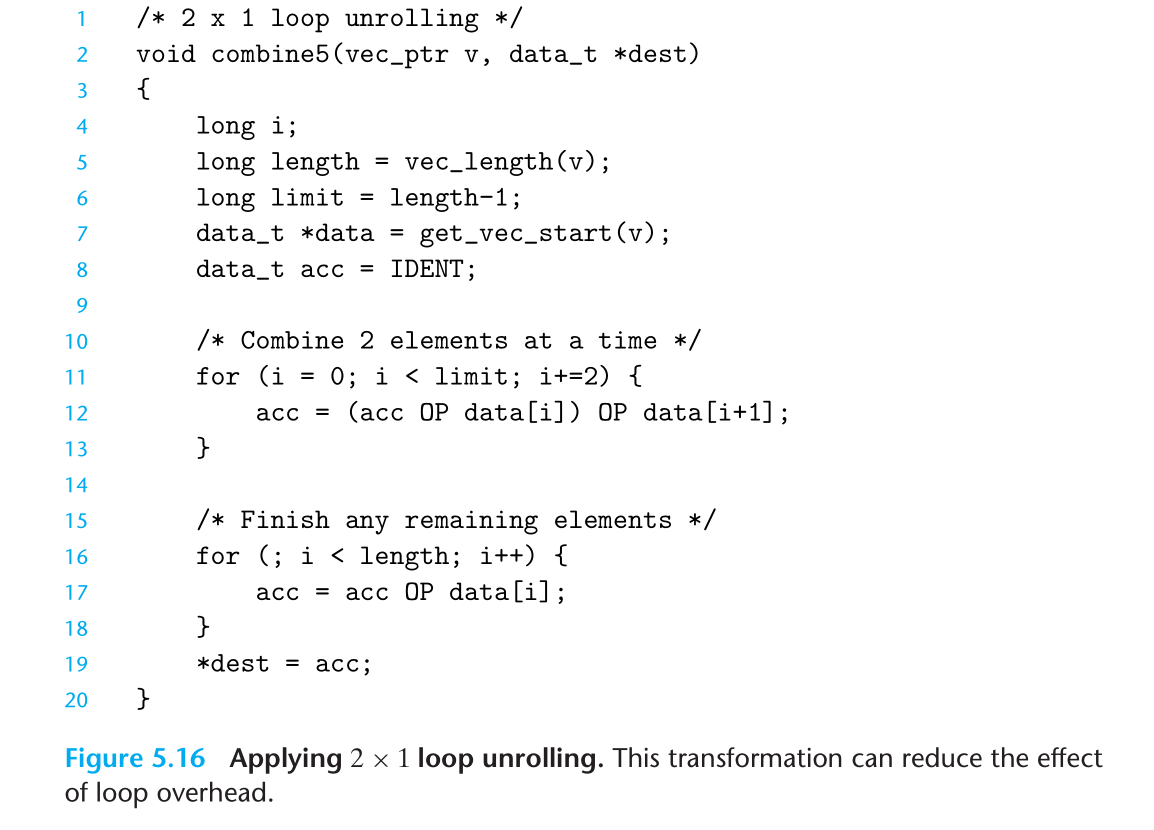 1 /* 2 x 1 loop unrolling */
2 void combine5(vec_ptr v, data_t *dest)
3 {
4     long i;
5     long length = vec_length(v);
6     long limit = length-1;
7     data_t *data = get_vec_start(v);
8     data_t acc = IDENT;
9
10     /* Combine 2 elements at a time */
11     for (i = 0; i < limit; i+=2) {
12         acc = (acc OP data[i]) OP data[i+1];
13     }
14
15     /* Finish any remaining elements */
16     for (; i < length; i++) {
17         acc = acc OP data[i];
18     }
19     *dest = acc;
20 }
Figure 5.16 Applying 2 × 1 loop unrolling. This transformation can reduce the effect
of loop overhead.